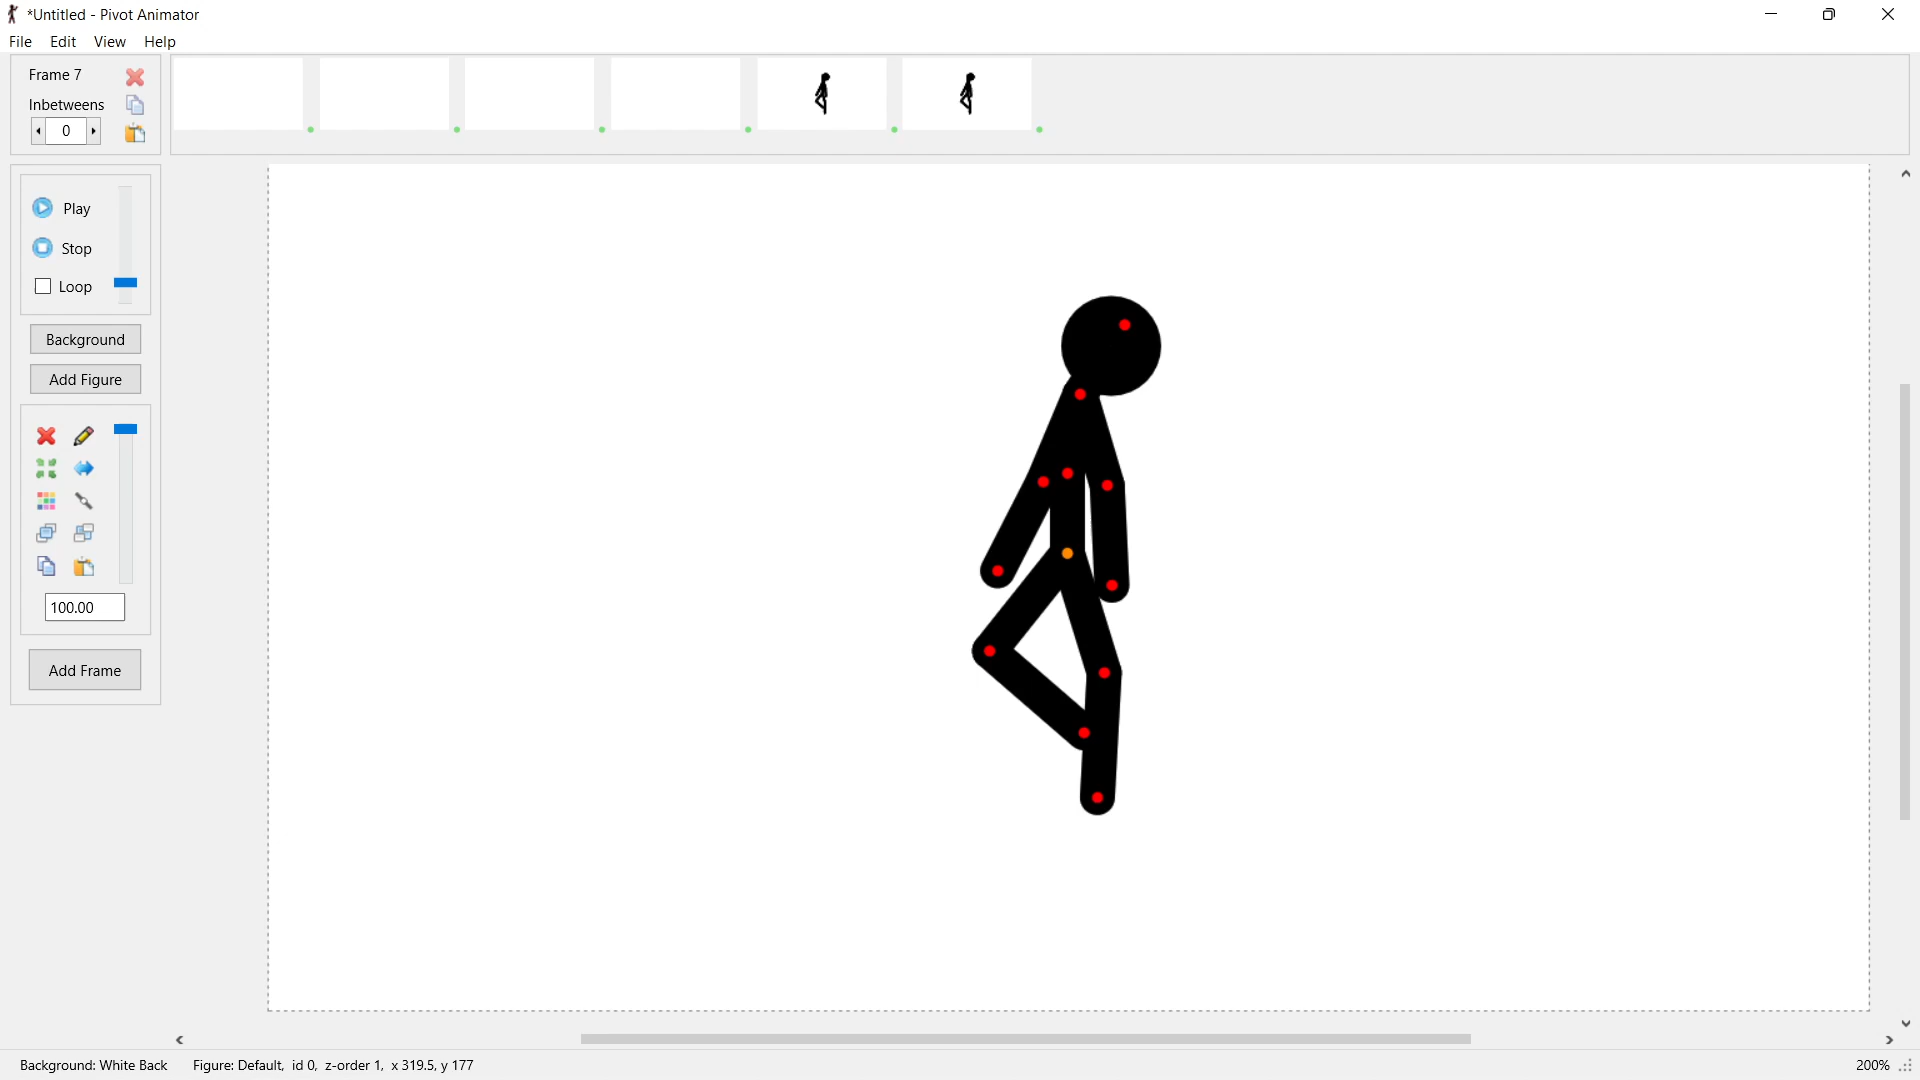 *Untitled - Pivot Animator
File Edit View Help
Frame 7
Inbetweens
0
Play
Stop
Loop
Background
Add Figure
100.00
Add Frame
Background: White Back Figure: Default, id 0, z-order 1, x 319.5, y 177
200%